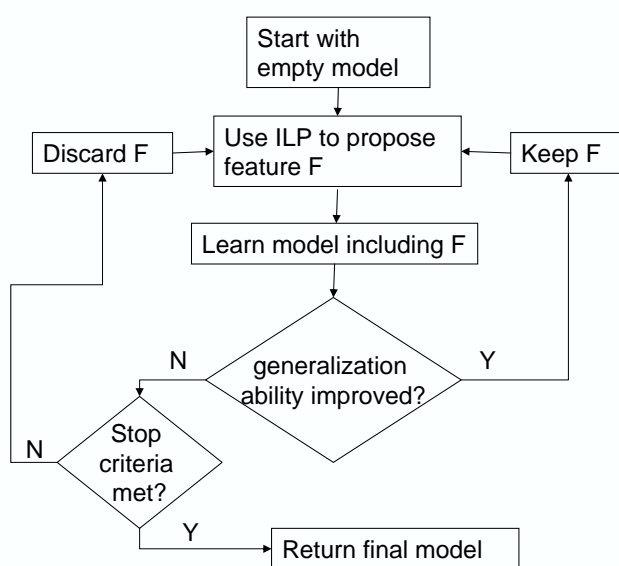 Start with
empty model
Discard F
Use ILP to propose
feature F
Keep F
Learn model including F
N
generalization
ability improved?
Y
N
Stop
criteria
met?
Y
Return final model